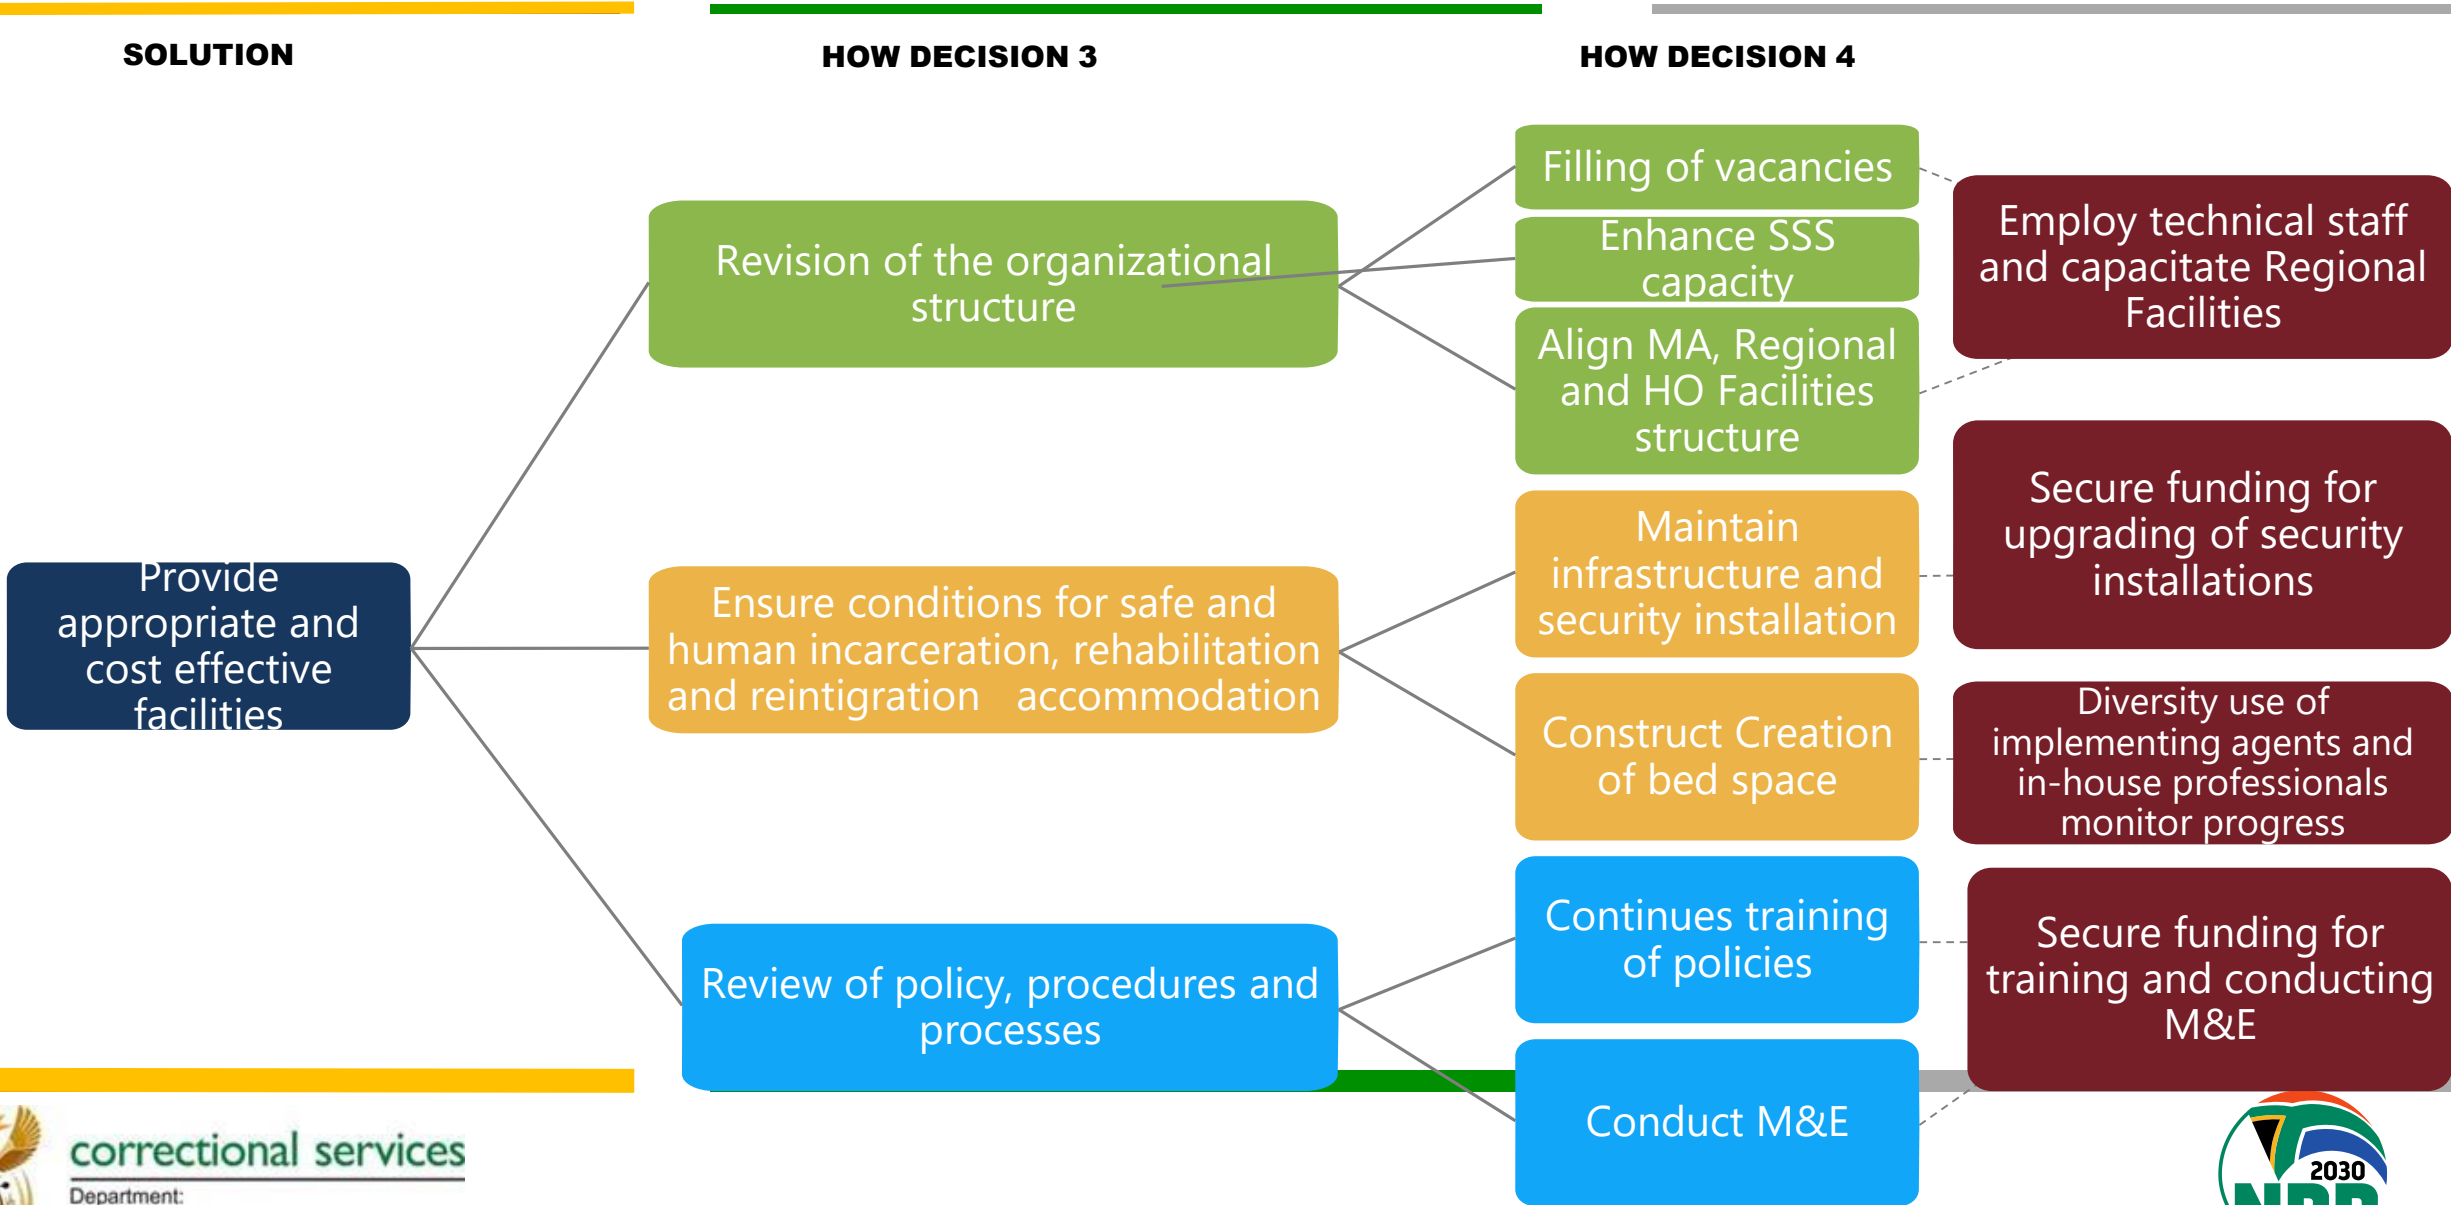 SOLUTION
HOW DECISION 3
HOW DECISION 4
Provide
appropriate and
cost effective
facilities
Revision of the organizational
structure
Filling of vacancies
Enhance SSS
capacity
Align MA, Regional
and HO Facilities
structure
Employ technical staff
and capacitate Regional
Facilities
Ensure conditions for safe and
human incarceration, rehabilitation
and reintigration accommodation
Maintain
infrastructure and
security installation
Construct Creation
of bed space
Secure funding for
upgrading of security
installations
Diversity use of
implementing agents and
in-house professionals
monitor progress
Review of policy, procedures and
processes
Continues training
of policies
Conduct M&E
Secure funding for
training and conducting
M&E
correctional services
Department:
2030
NDP